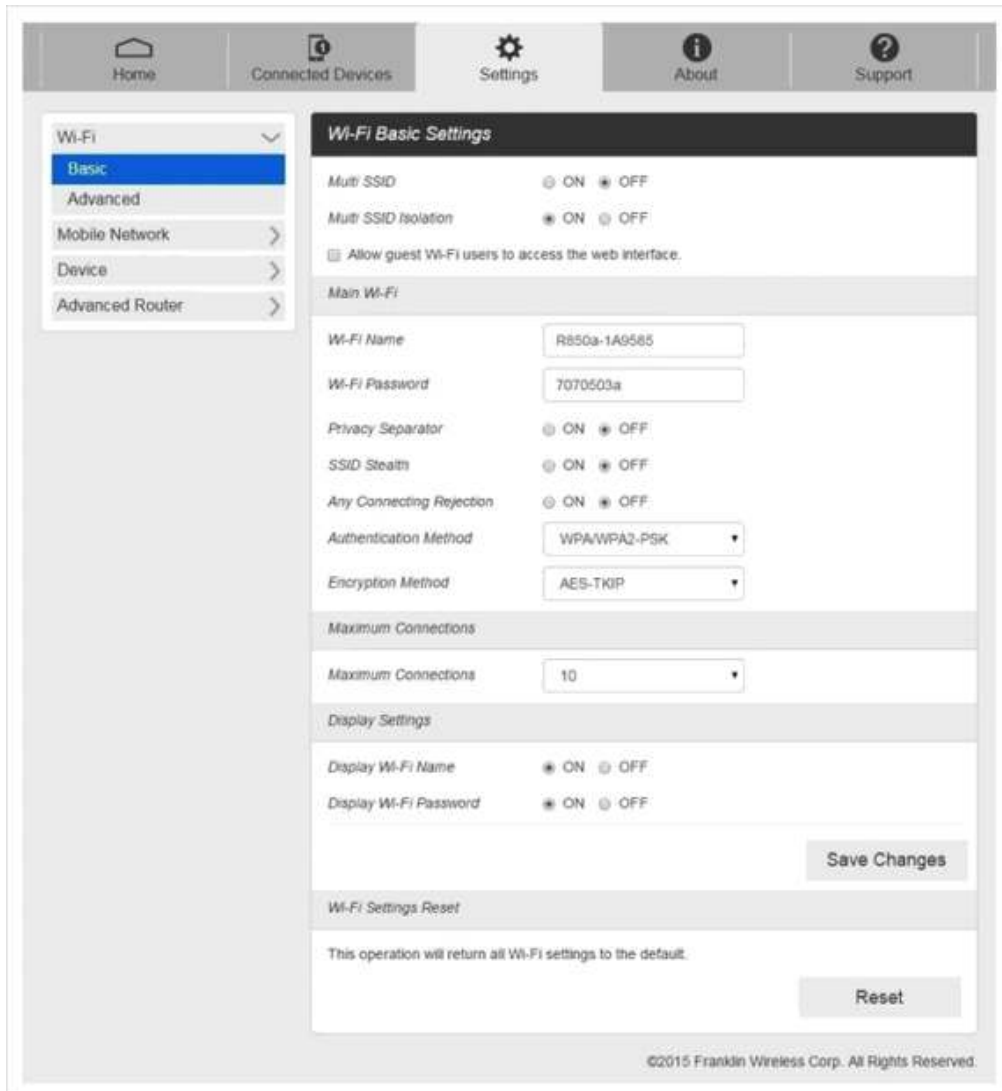 Home
Connected Devices
Settings
About
Support
Wi-Fi
Basic
Advanced
Mobile Network
Device
Advanced Router
Wi-Fi Basic Settings
Multi SSID ON OFF
Multi SSID Isolation ON OFF
Allow guest Wi-Fi users to access the web interface.
Main Wi-Fi
Wi-Fi Name R850a-1A9585
Wi-Fi Password 7070503a
Privacy Separator ON OFF
SSID Stealth ON OFF
Any Connecting Rejection ON OFF
Authentication Method WPA/WPA2-PSK
Encryption Method AES-TKIP
Maximum Connections
Maximum Connections 10
Display Settings
Display Wi-Fi Name ON OFF
Display Wi-Fi Password ON OFF
Save Changes
Wi-Fi Settings Reset
This operation will return all Wi-Fi settings to the default.
Reset
©2015 Franklin Wireless Corp. All Rights Reserved.